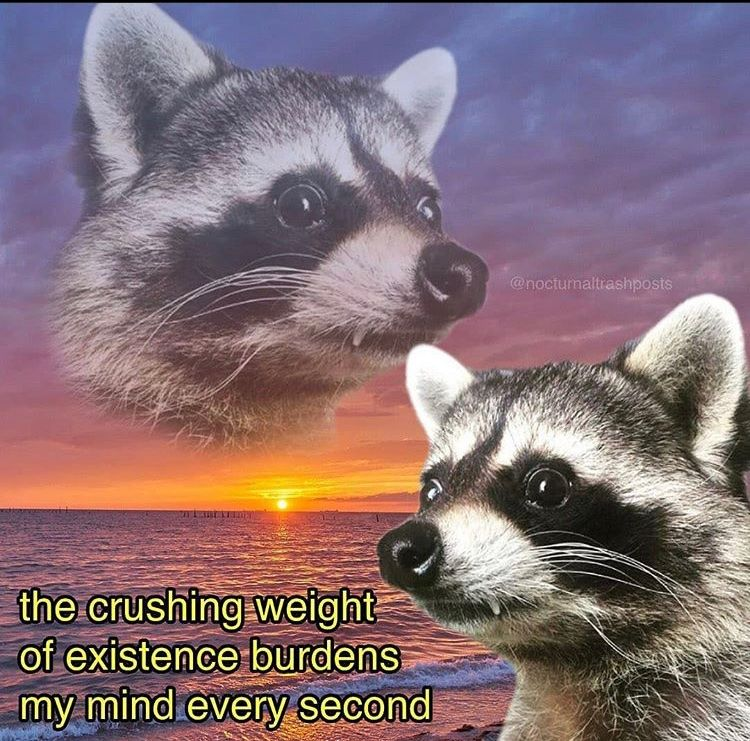 @nocturnaltrashposts
the crushing weight
of existence burdens
my mind every second